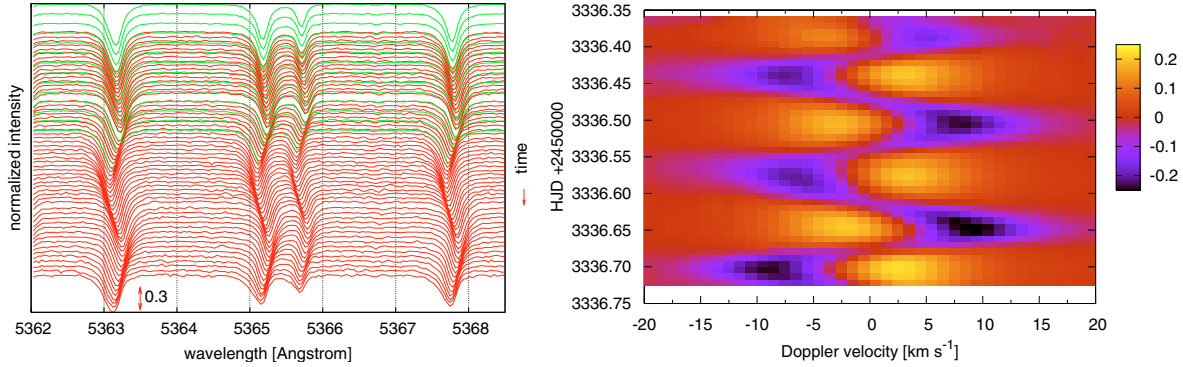 normalized intensity
0.3
5362 5363 5364 5365 5366 5367 5368
wavelength [Angstrom]
time
HJD +2450000
3336.35
3336.40
3336.45
3336.50
3336.55
3336.60
3336.65
3336.70
3336.75
-20 -15 -10 -5 0 5 10 15 20
Doppler velocity [km s⁻¹]
0.2
0.1
0
-0.1
-0.2